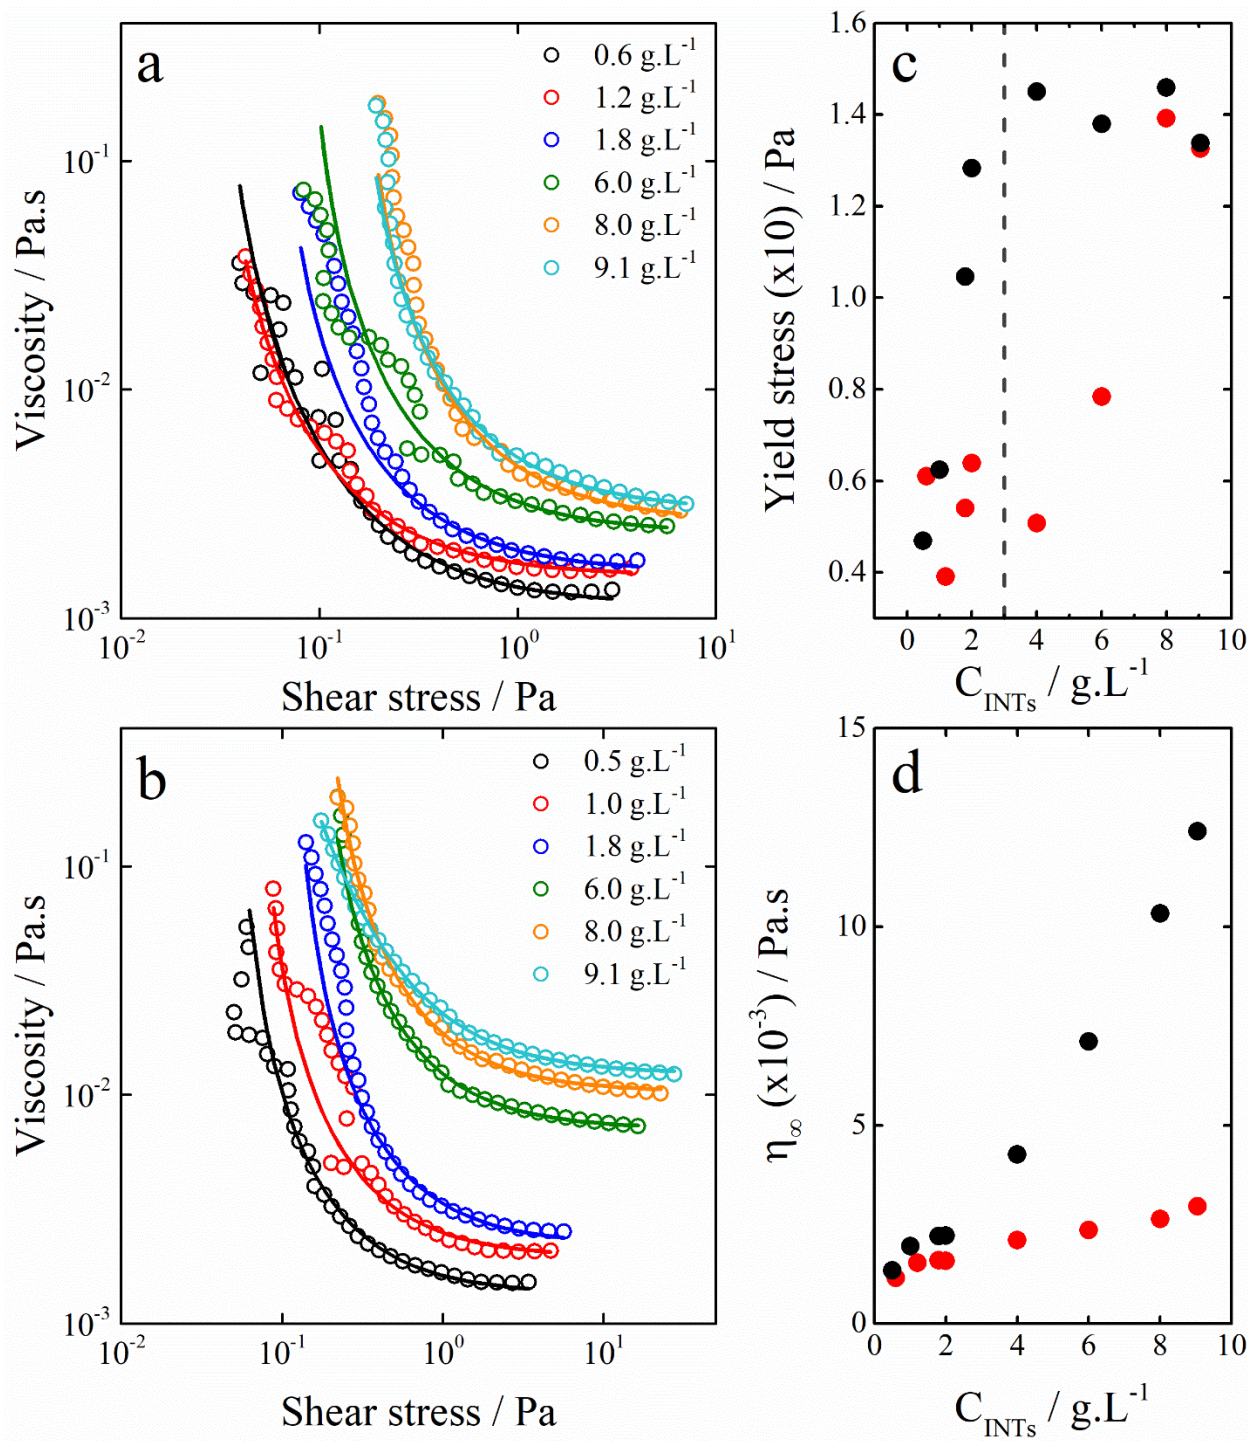 a
0.6 g.L⁻¹
1.2 g.L⁻¹
1.8 g.L⁻¹
6.0 g.L⁻¹
8.0 g.L⁻¹
9.1 g.L⁻¹
10⁻¹
10⁻²
10⁻³
Viscosity / Pa.s
10⁻² 10⁻¹ 10⁰ 10¹
Shear stress / Pa
c
1.6
1.4
1.2
1.0
0.8
0.6
0.4
Yield stress (x10) / Pa
0 2 4 6 8 10
C_INTs / g.L⁻¹
b
0.5 g.L⁻¹
1.0 g.L⁻¹
1.8 g.L⁻¹
6.0 g.L⁻¹
8.0 g.L⁻¹
9.1 g.L⁻¹
10⁻¹
10⁻²
10⁻³
Viscosity / Pa.s
10⁻² 10⁻¹ 10⁰ 10¹
Shear stress / Pa
d
15
10
5
0
η∞ (x10⁻³) / Pa.s
0 2 4 6 8 10
C_INTs / g.L⁻¹